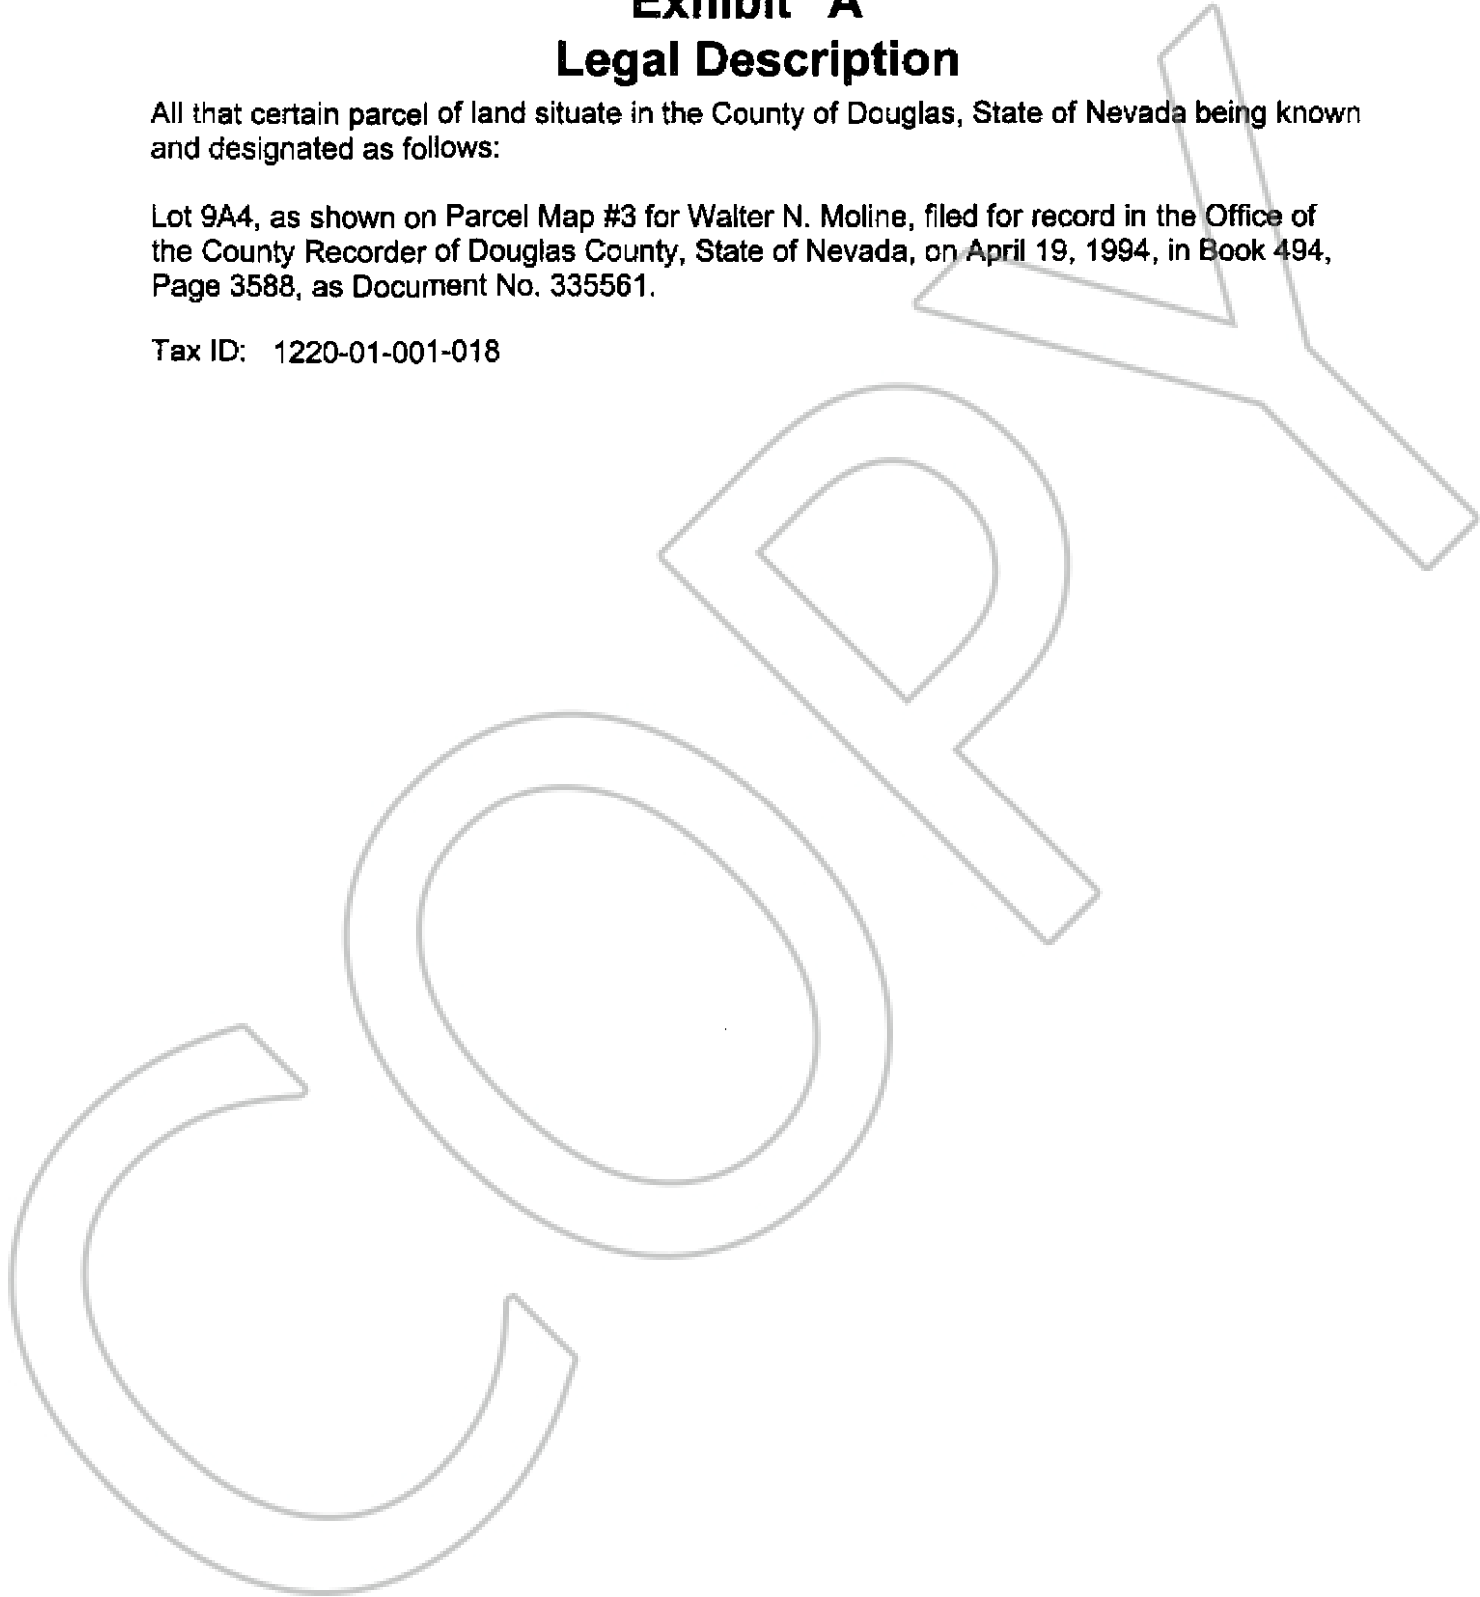 Exhibit "A"
Legal Description
All that certain parcel of land situate in the County of Douglas, State of Nevada being known
and designated as follows:
Lot 9A4, as shown on Parcel Map #3 for Walter N. Moline, filed for record in the Office of
the County Recorder of Douglas County, State of Nevada, on April 19, 1994, in Book 494,
Page 3588, as Document No. 335561.
Tax ID: 1220-01-001-018
COPY